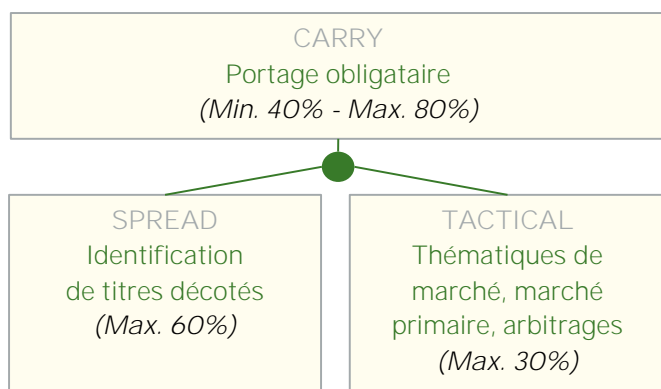 CARRY
Portage obligataire
(Min. 40% - Max. 80%)
SPREAD
Identification
de titres décotés
(Max. 60%)
TACTICAL
Thématiques de
marché, marché
primaire, arbitrages
(Max. 30%)